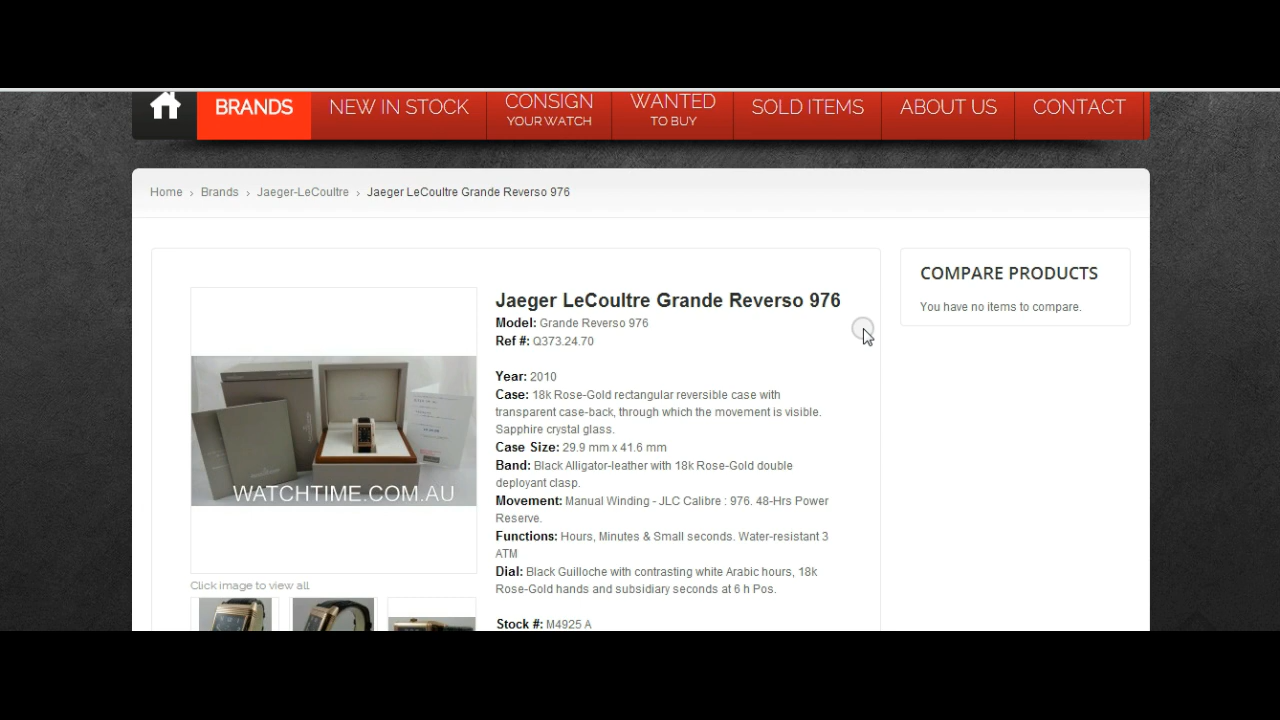 BRANDS
NEW IN STOCK
CONSIGN
YOUR WATCH
WANTED
TO BUY
SOLD ITEMS
ABOUT US
CONTACT
Home › Brands › Jaeger-LeCoultre › Jaeger LeCoultre Grande Reverso 976
WATCHTIME.COM.AU
Click image to view all
Jaeger LeCoultre Grande Reverso 976
Model: Grande Reverso 976
Ref #: Q373.24.70
Year: 2010
Case: 18k Rose-Gold rectangular reversible case with
transparent case-back, through which the movement is visible.
Sapphire crystal glass.
Case Size: 29.9 mm x 41.6 mm
Band: Black Alligator-leather with 18k Rose-Gold double
deployant clasp.
Movement: Manual Winding - JLC Calibre : 976. 48-Hrs Power
Reserve.
Functions: Hours, Minutes & Small seconds. Water-resistant 3
ATM
Dial: Black Guilloche with contrasting white Arabic hours, 18k
Rose-Gold hands and subsidiary seconds at 6 h Pos.
Stock #: M4925 A
COMPARE PRODUCTS
You have no items to compare.